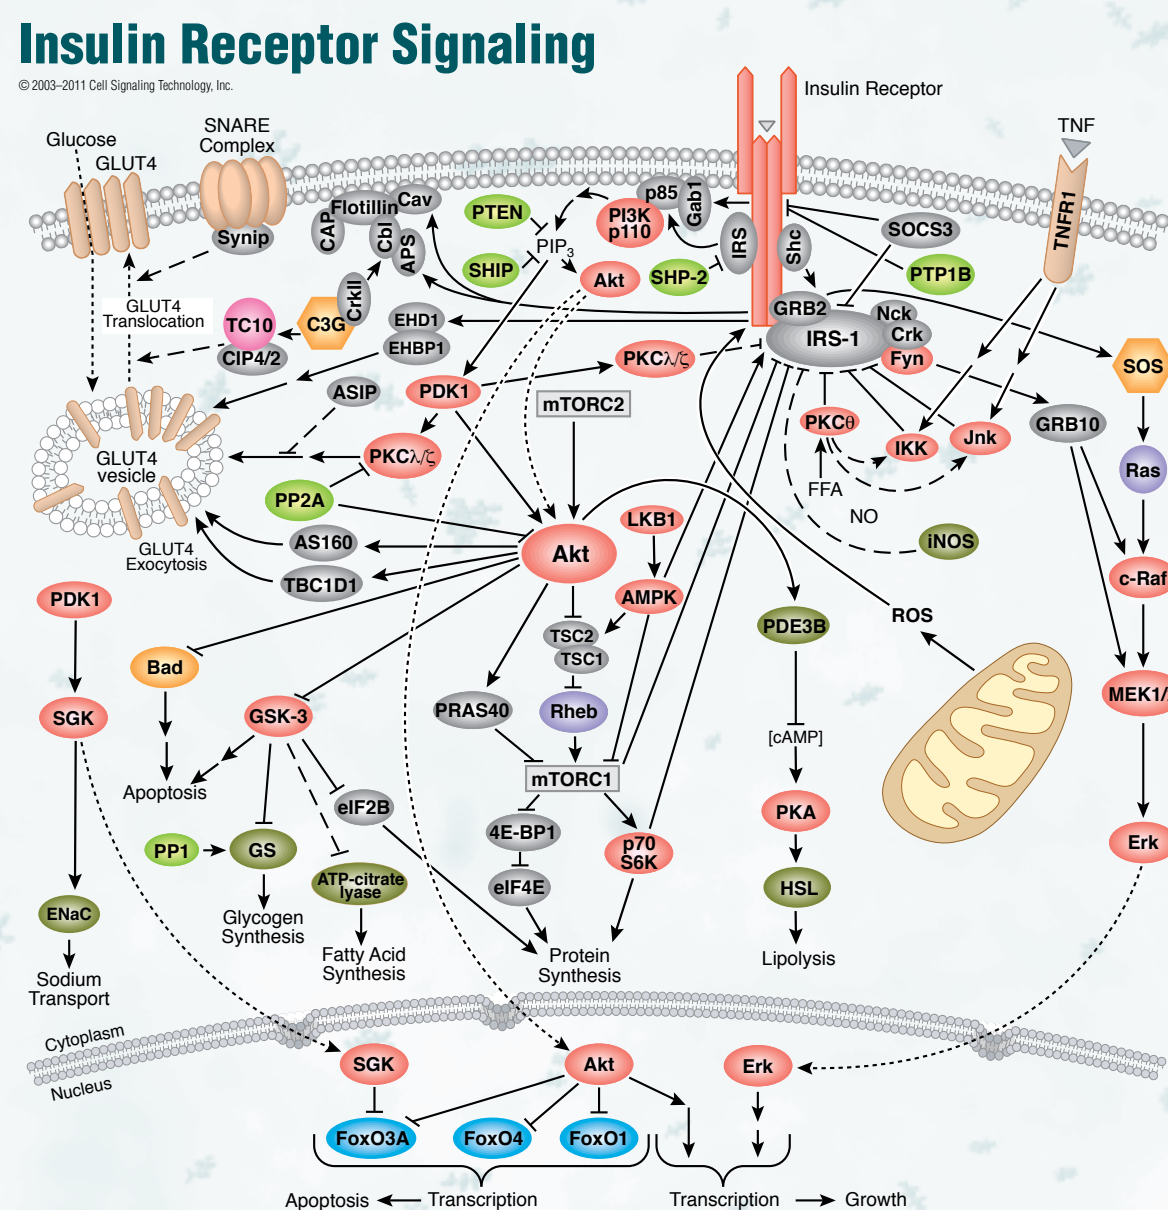 Insulin Receptor Signaling
© 2003–2011 Cell Signaling Technology, Inc.
Insulin Receptor
Glucose
GLUT4
SNARE
Complex
TNF
TNFR1
Synip
CAP
Flotillin
Cav
Cbl
APS
CrkII
PTEN
PIP3
SHIP
PI3K
p110
p85
Gab1
IRS
Shc
SHP-2
Akt
SOCS3
PTP1B
GLUT4
Translocation
TC10
CIP4/2
C3G
EHD1
EHBP1
GRB2
IRS-1
Nck
Crk
Fyn
SOS
PKCλ/ζ
ASIP
PDK1
mTORC2
PKCθ
IKK
Jnk
GRB10
GLUT4
vesicle
PKCλ/ζ
FFA
NO
Ras
PP2A
AS160
TBC1D1
GLUT4
Exocytosis
Akt
LKB1
AMPK
iNOS
c-Raf
PDK1
TSC2
TSC1
PDE3B
ROS
Bad
SGK
GSK-3
PRAS40
Rheb
[cAMP]
MEK1/
mTORC1
Apoptosis
eIF2B
4E-BP1
p70
S6K
PKA
Erk
PP1
GS
ATP-citrate
lyase
eIF4E
HSL
ENaC
Glycogen
Synthesis
Fatty Acid
Synthesis
Protein
Synthesis
Lipolysis
Sodium
Transport
Cytoplasm
Nucleus
SGK
Akt
Erk
FoxO3A
FoxO4
FoxO1
Apoptosis
Transcription
Transcription
Growth